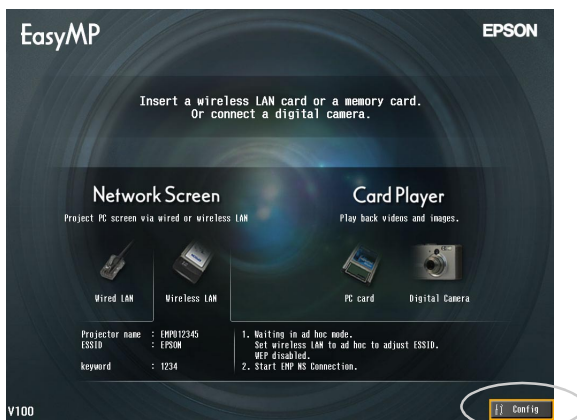 EasyMP
EPSON
Insert a wireless LAN card or a memory card.
Or connect a digital camera.
Network Screen
Project PC screen via wired or wireless LAN
Wired LAN
Wireless LAN
Card Player
Play back videos and images.
PC card
Digital Camera
Projector name : EMP012345
ESSID : EPSON
keyword : 1234
1. Waiting in ad hoc mode.
Set wireless LAN to ad hoc to adjust ESSID.
WEP disabled.
2. Start EMP NS Connection.
V100
Config